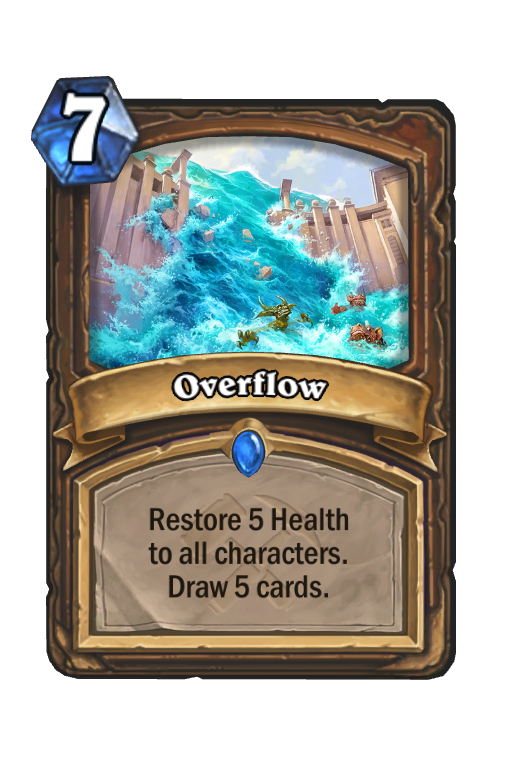 7
Overflow
Restore 5 Health
to all characters.
Draw 5 cards.